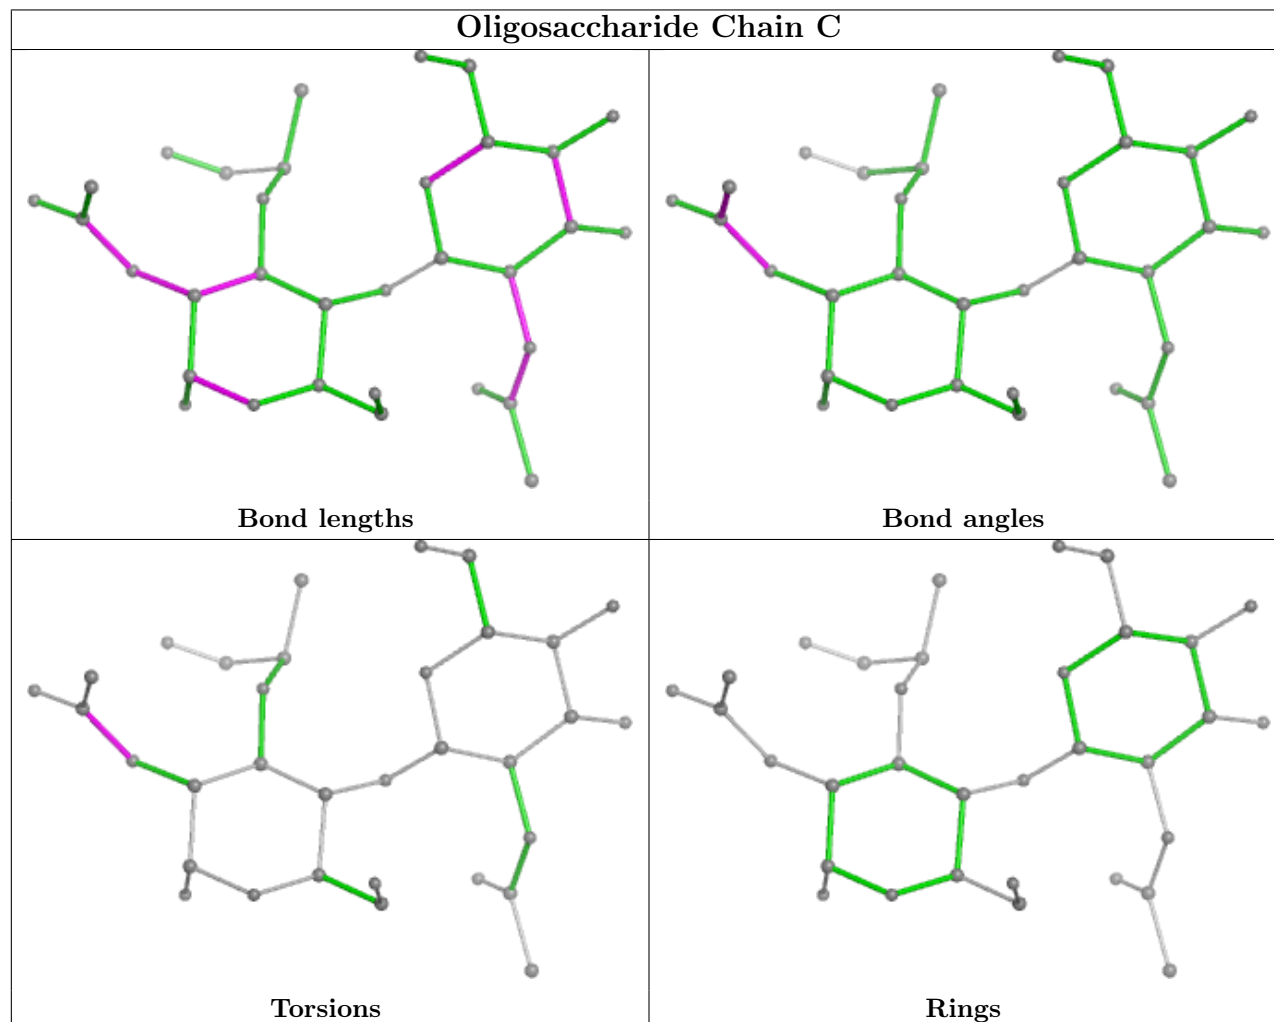 Oligosaccharide Chain C
Bond lengths
Bond angles
Torsions
Rings